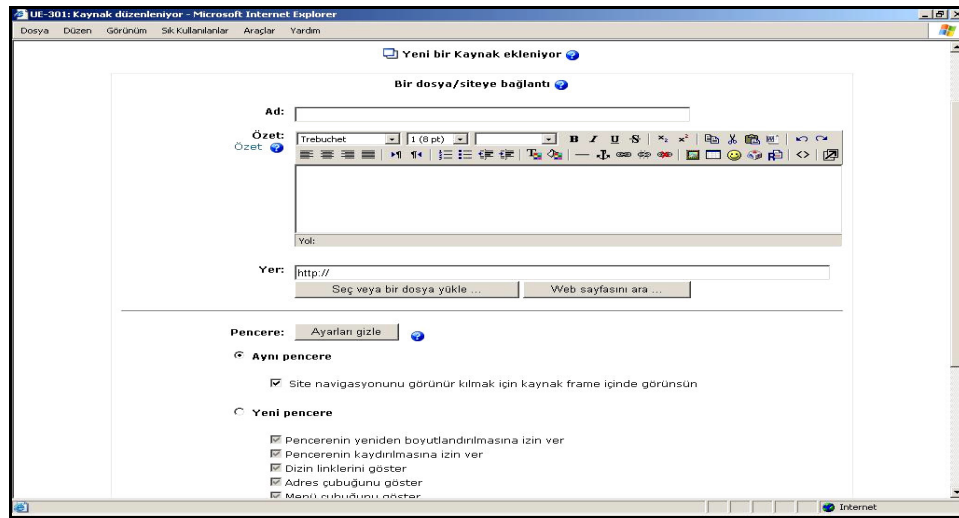 UE-301: Kaynak düzenleniyor - Microsoft Internet Explorer
Dosya Düzen Görünüm Sık Kullanılanlar Araçlar Yardım
Yeni bir Kaynak ekleniyor
Bir dosya/siteye bağlantı
Ad:
Özet:
Özet
Trebuchet 1 (8 pt)
Yol:
Yer: http://
Seç veya bir dosya yükle ... Web sayfasını ara ...
Pencere: Ayarları gizle
Aynı pencere
Site navigasyonunu görünür kılmak için kaynak frame içinde görünsün
Yeni pencere
Pencerenin yeniden boyutlandırılmasına izin ver
Pencerenin kaydırılmasına izin ver
Dizin linklerini göster
Adres çubuğunu göster
Menü çubuğunu göster
Internet